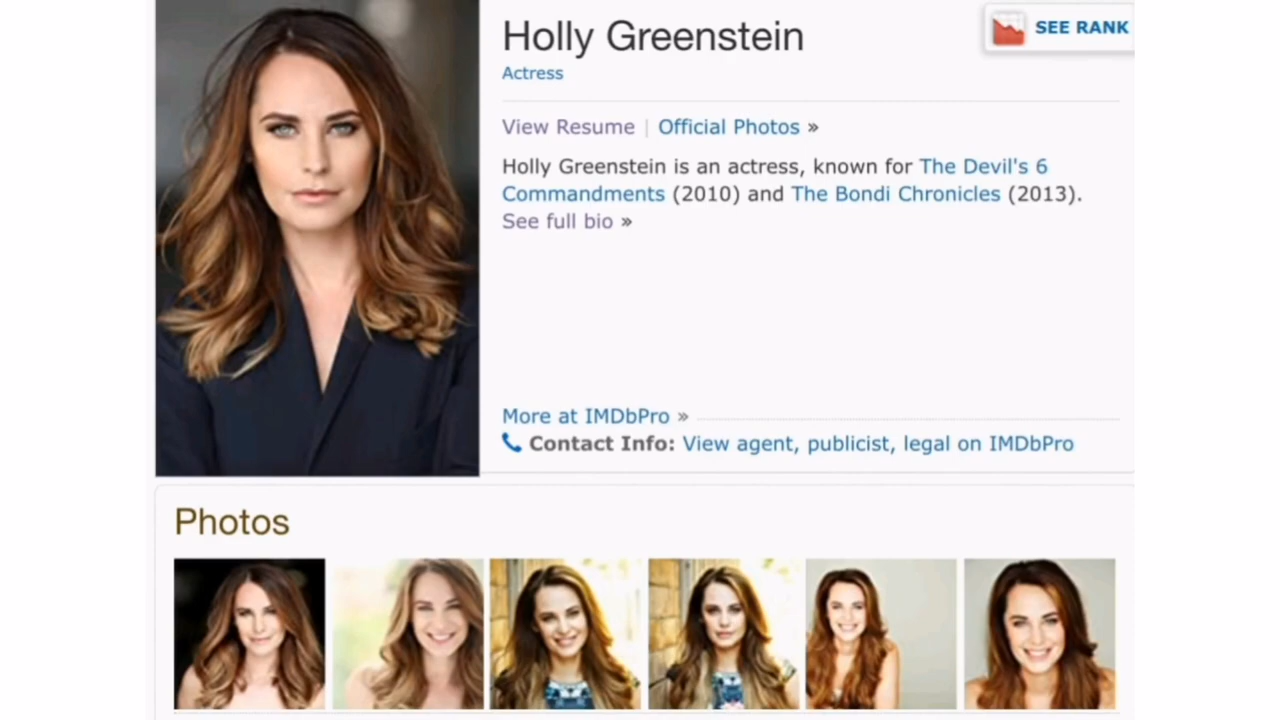 Holly Greenstein
SEE RANK
Actress
View Resume | Official Photos »
Holly Greenstein is an actress, known for The Devil's 6
Commandments (2010) and The Bondi Chronicles (2013).
See full bio »
More at IMDbPro »
Contact Info: View agent, publicist, legal on IMDbPro
Photos